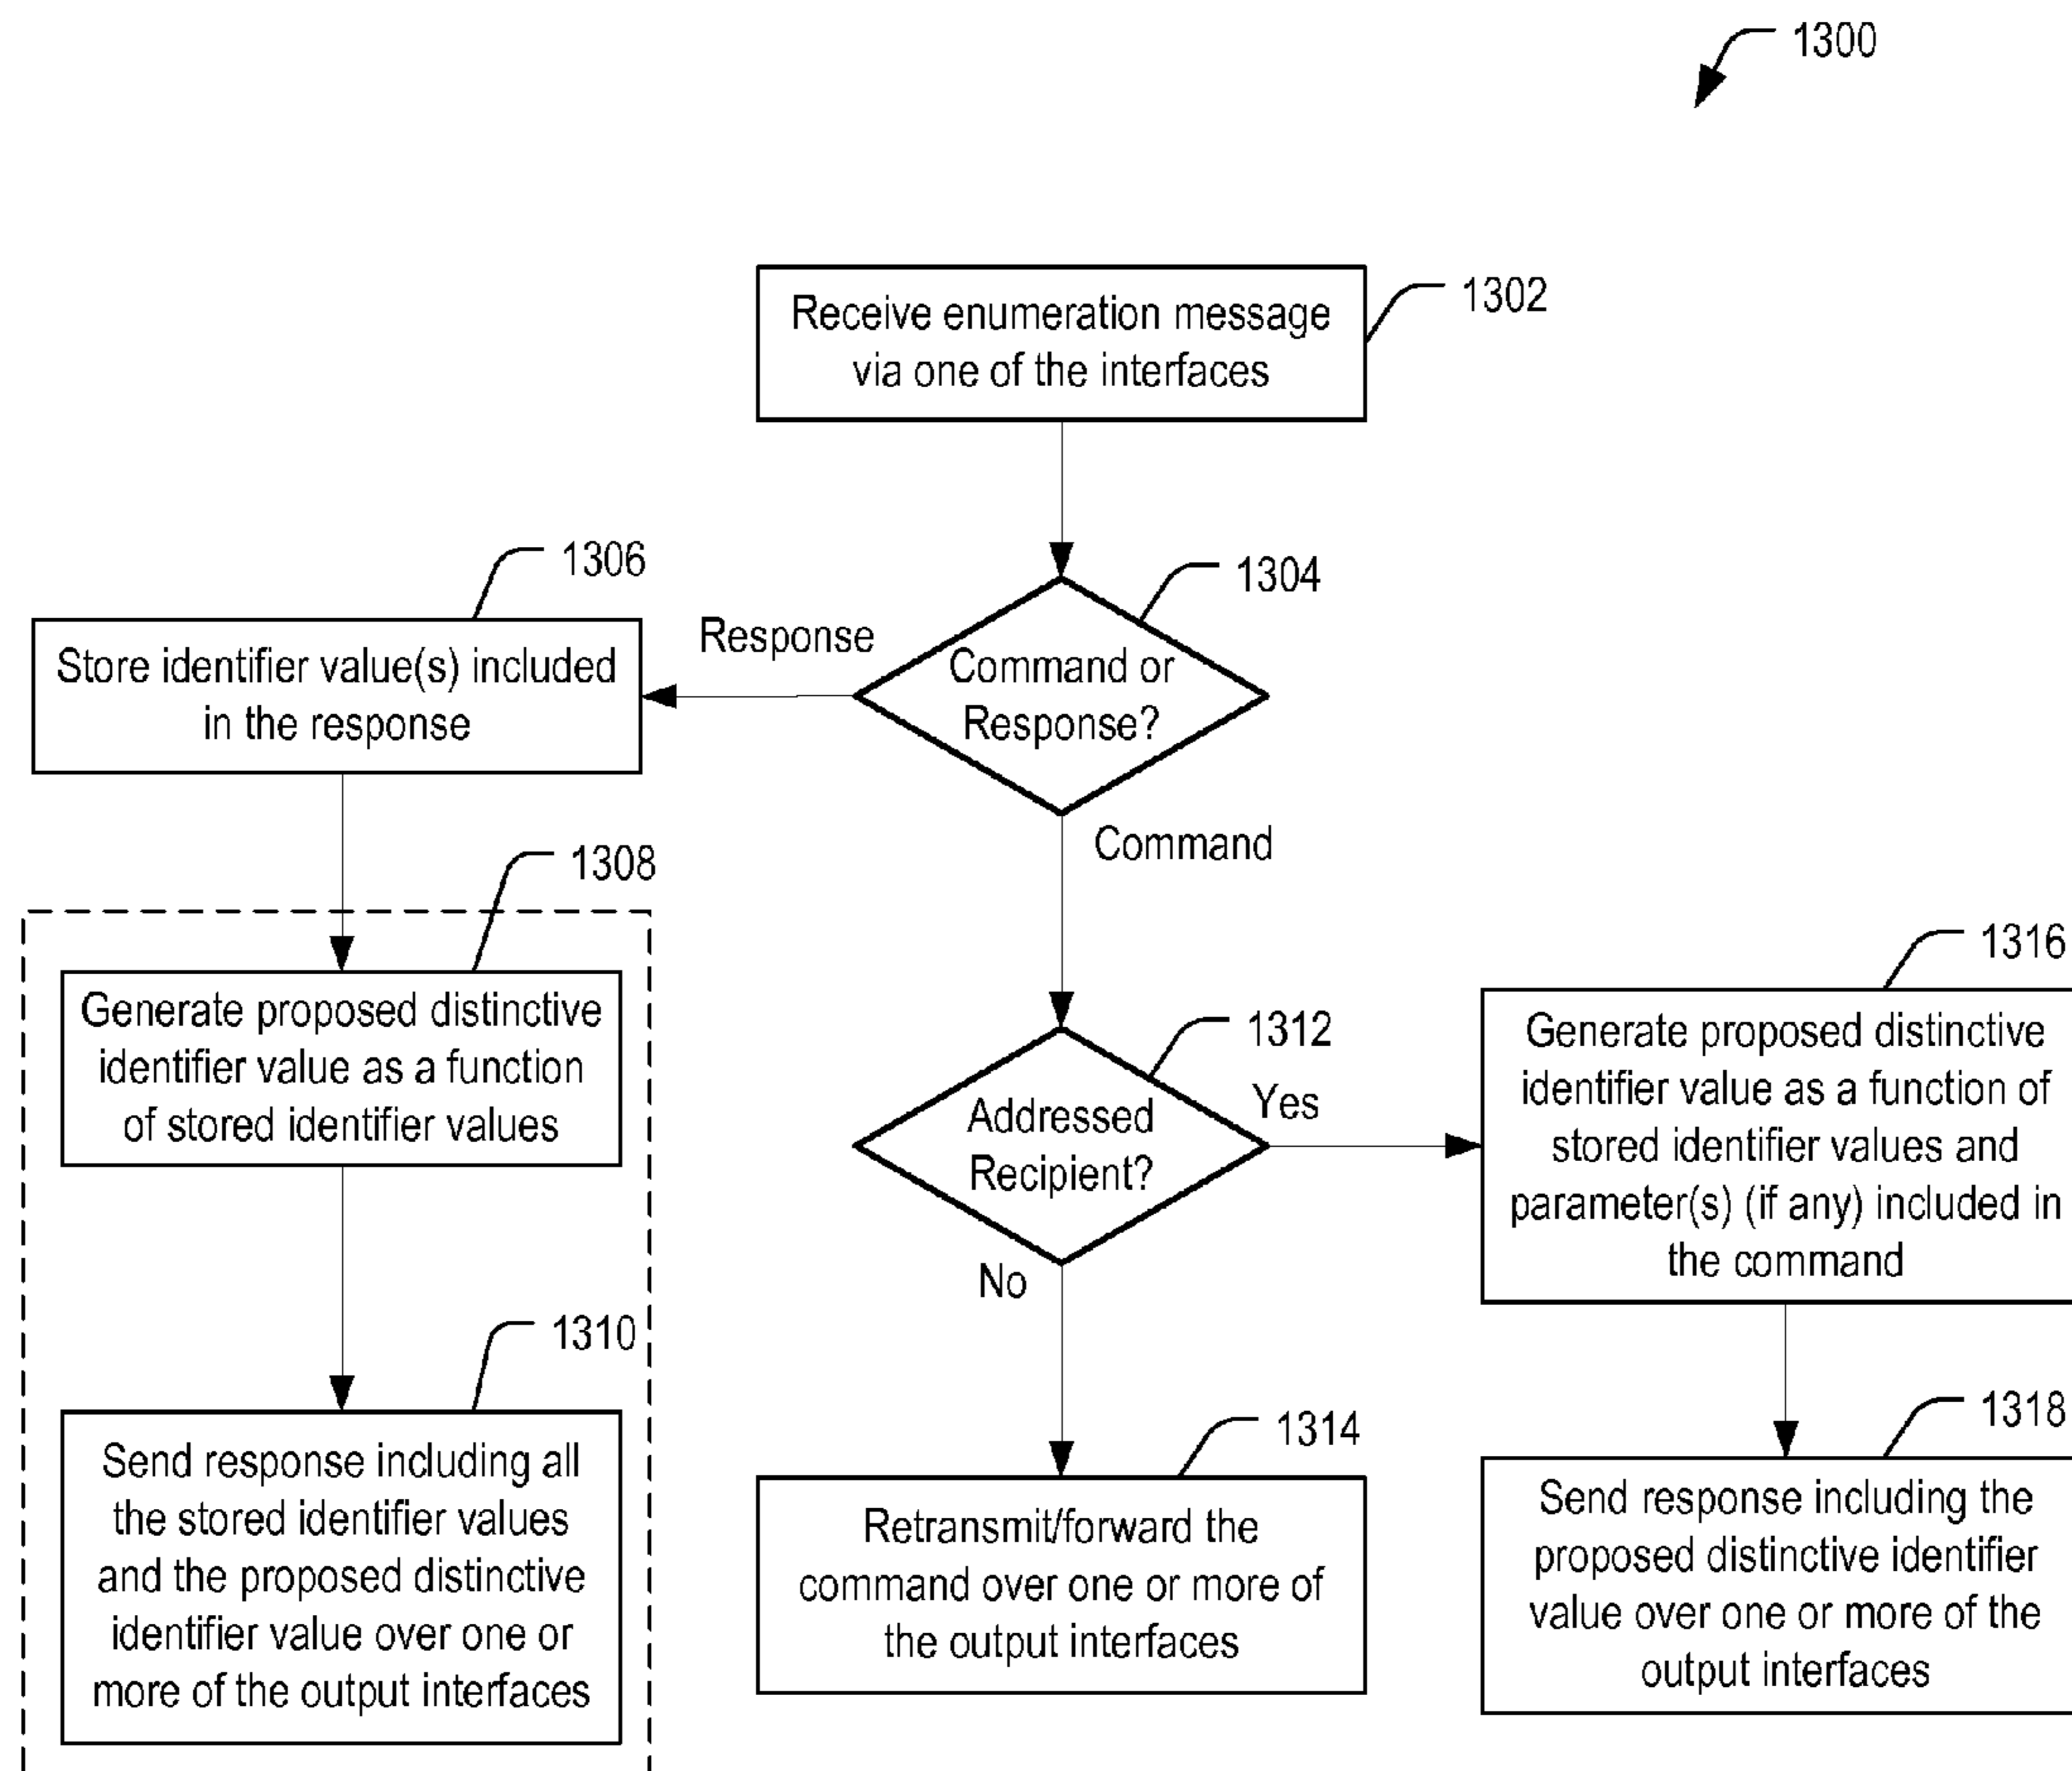 1300
Receive enumeration message
via one of the interfaces
1302
1304
Command or
Response?
Response
1306
Store identifier value(s) included
in the response
Command
1308
Generate proposed distinctive
identifier value as a function
of stored identifier values
1310
Send response including all
the stored identifier values
and the proposed distinctive
identifier value over one or
more of the output interfaces
1312
Addressed
Recipient?
Yes
No
1314
Retransmit/forward the
command over one or more of
the output interfaces
1316
Generate proposed distinctive
identifier value as a function of
stored identifier values and
parameter(s) (if any) included in
the command
1318
Send response including the
proposed distinctive identifier
value over one or more of the
output interfaces